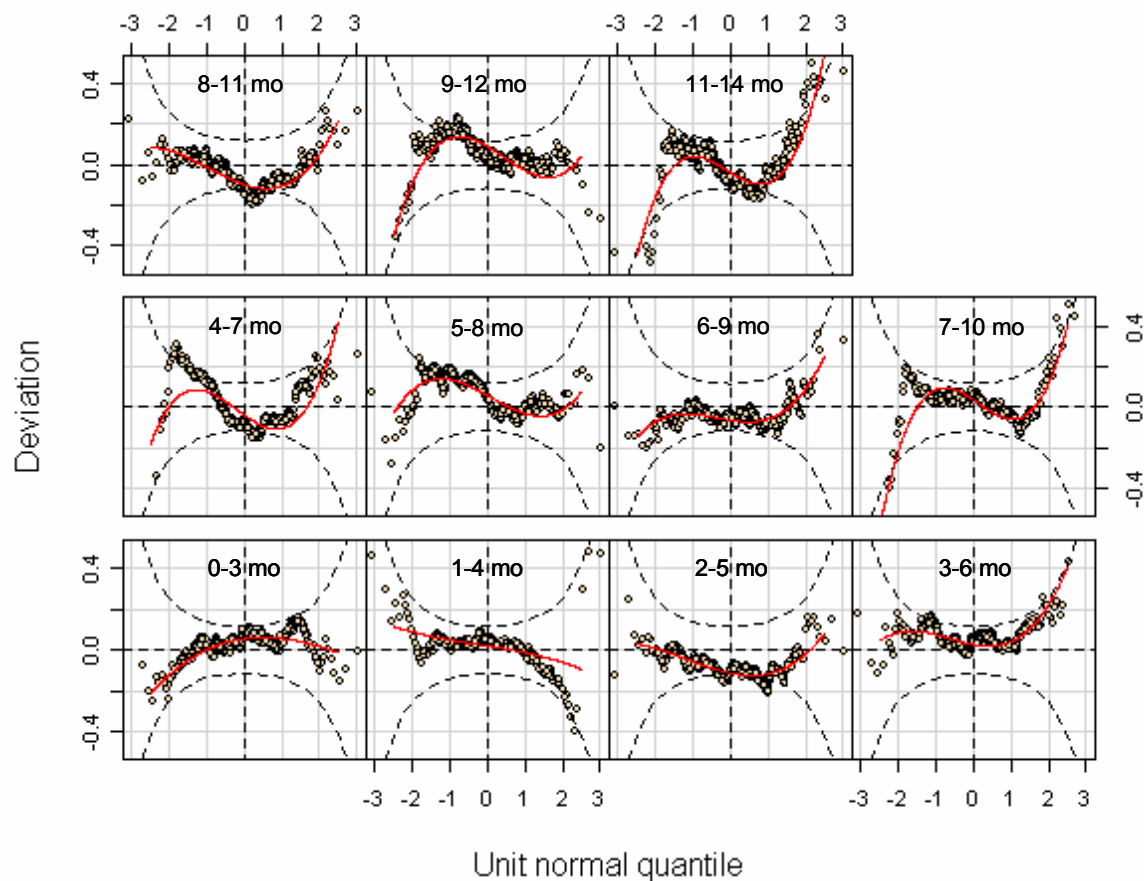 -3 -2 -1 0 1 2 3 -3 -2 -1 0 1 2 3
8-11 mo 9-12 mo 11-14 mo
0.4
0.0
-0.4
4-7 mo 5-8 mo 6-9 mo 7-10 mo
0.4
0.0
-0.4
Deviation
0-3 mo 1-4 mo 2-5 mo 3-6 mo
0.4
0.0
-0.4
-3 -2 -1 0 1 2 3 -3 -2 -1 0 1 2 3
Unit normal quantile